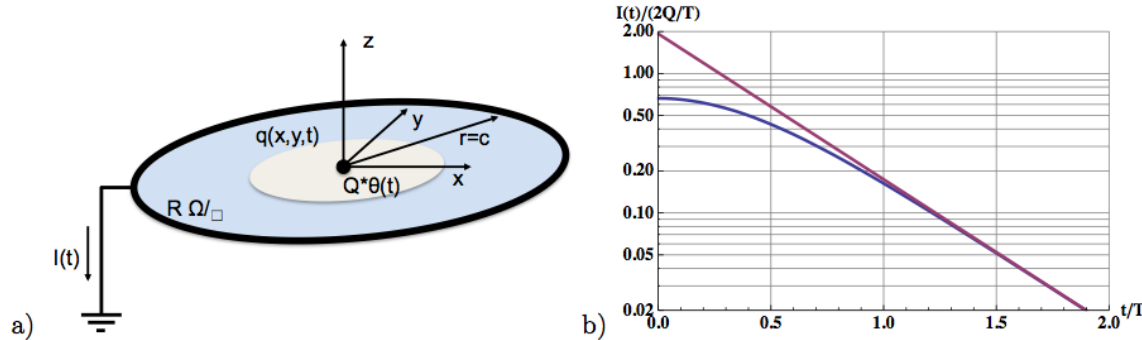 z
y
q(x,y,t)
r=c
x
Q*θ(t)
R Ω/□
I(t)
a)
I(t)/(2Q/T)
2.00
1.00
0.50
0.20
0.10
0.05
0.02
0.0 0.5 1.0 1.5 2.0 t/T
b)